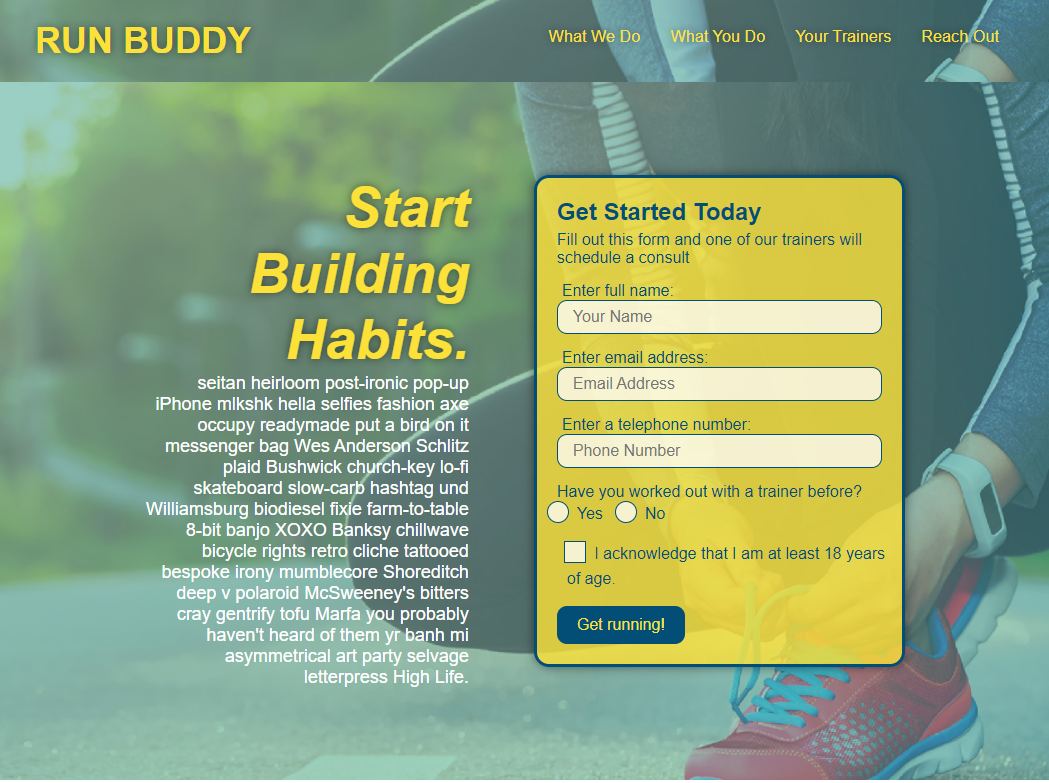 RUN BUDDY
What We Do What You Do Your Trainers Reach Out
Start
Building
Habits.
seitan heirloom post-ironic pop-up
iPhone mlkshk hella selfies fashion axe
occupy readymade put a bird on it
messenger bag Wes Anderson Schlitz
plaid Bushwick church-key lo-fi
skateboard slow-carb hashtag und
Williamsburg biodiesel fixie farm-to-table
8-bit banjo XOXO Banksy chillwave
bicycle rights retro cliche tattooed
bespoke irony mumblecore Shoreditch
deep v polaroid McSweeney's bitters
cray gentrify tofu Marfa you probably
haven't heard of them yr banh mi
asymmetrical art party selvage
letterpress High Life.
Get Started Today
Fill out this form and one of our trainers will
schedule a consult
Enter full name:
Your Name
Enter email address:
Email Address
Enter a telephone number:
Phone Number
Have you worked out with a trainer before?
Yes No
I acknowledge that I am at least 18 years
of age.
Get running!